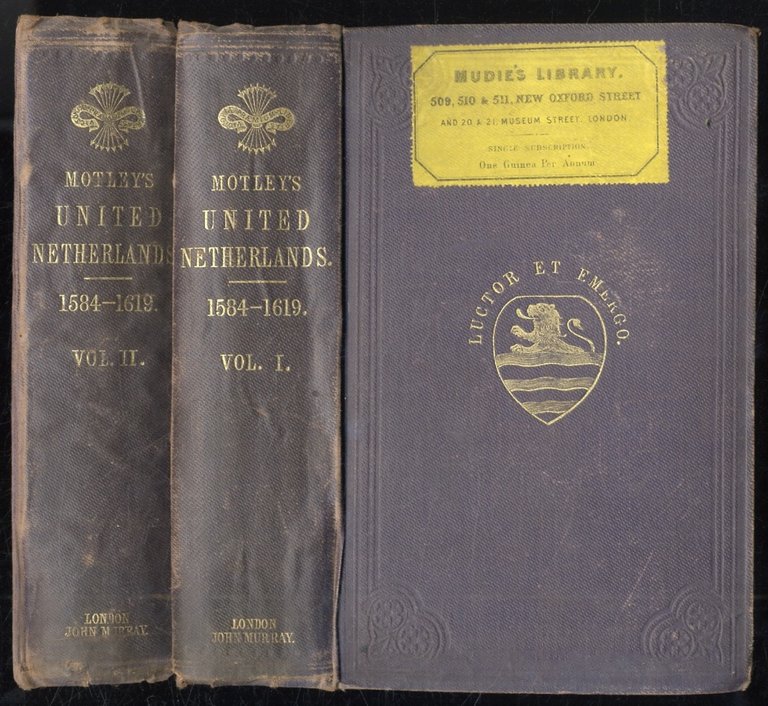 MOTLEY'S
UNITED
NETHERLANDS
1584-1619.
VOL. II.
LONDON
JOHN MURRAY.
MOTLEY'S
UNITED
NETHERLANDS.
1584-1619.
VOL. I.
LONDON
JOHN MURRAY.
MUDIE'S LIBRARY,
509, 510 & 511, NEW OXFORD STREET
AND 20 & 21, MUSEUM STREET, LONDON
SINGLE SUBSCRIPTION,
One Guinea Per Annum
LUCTOR ET EMERGO.